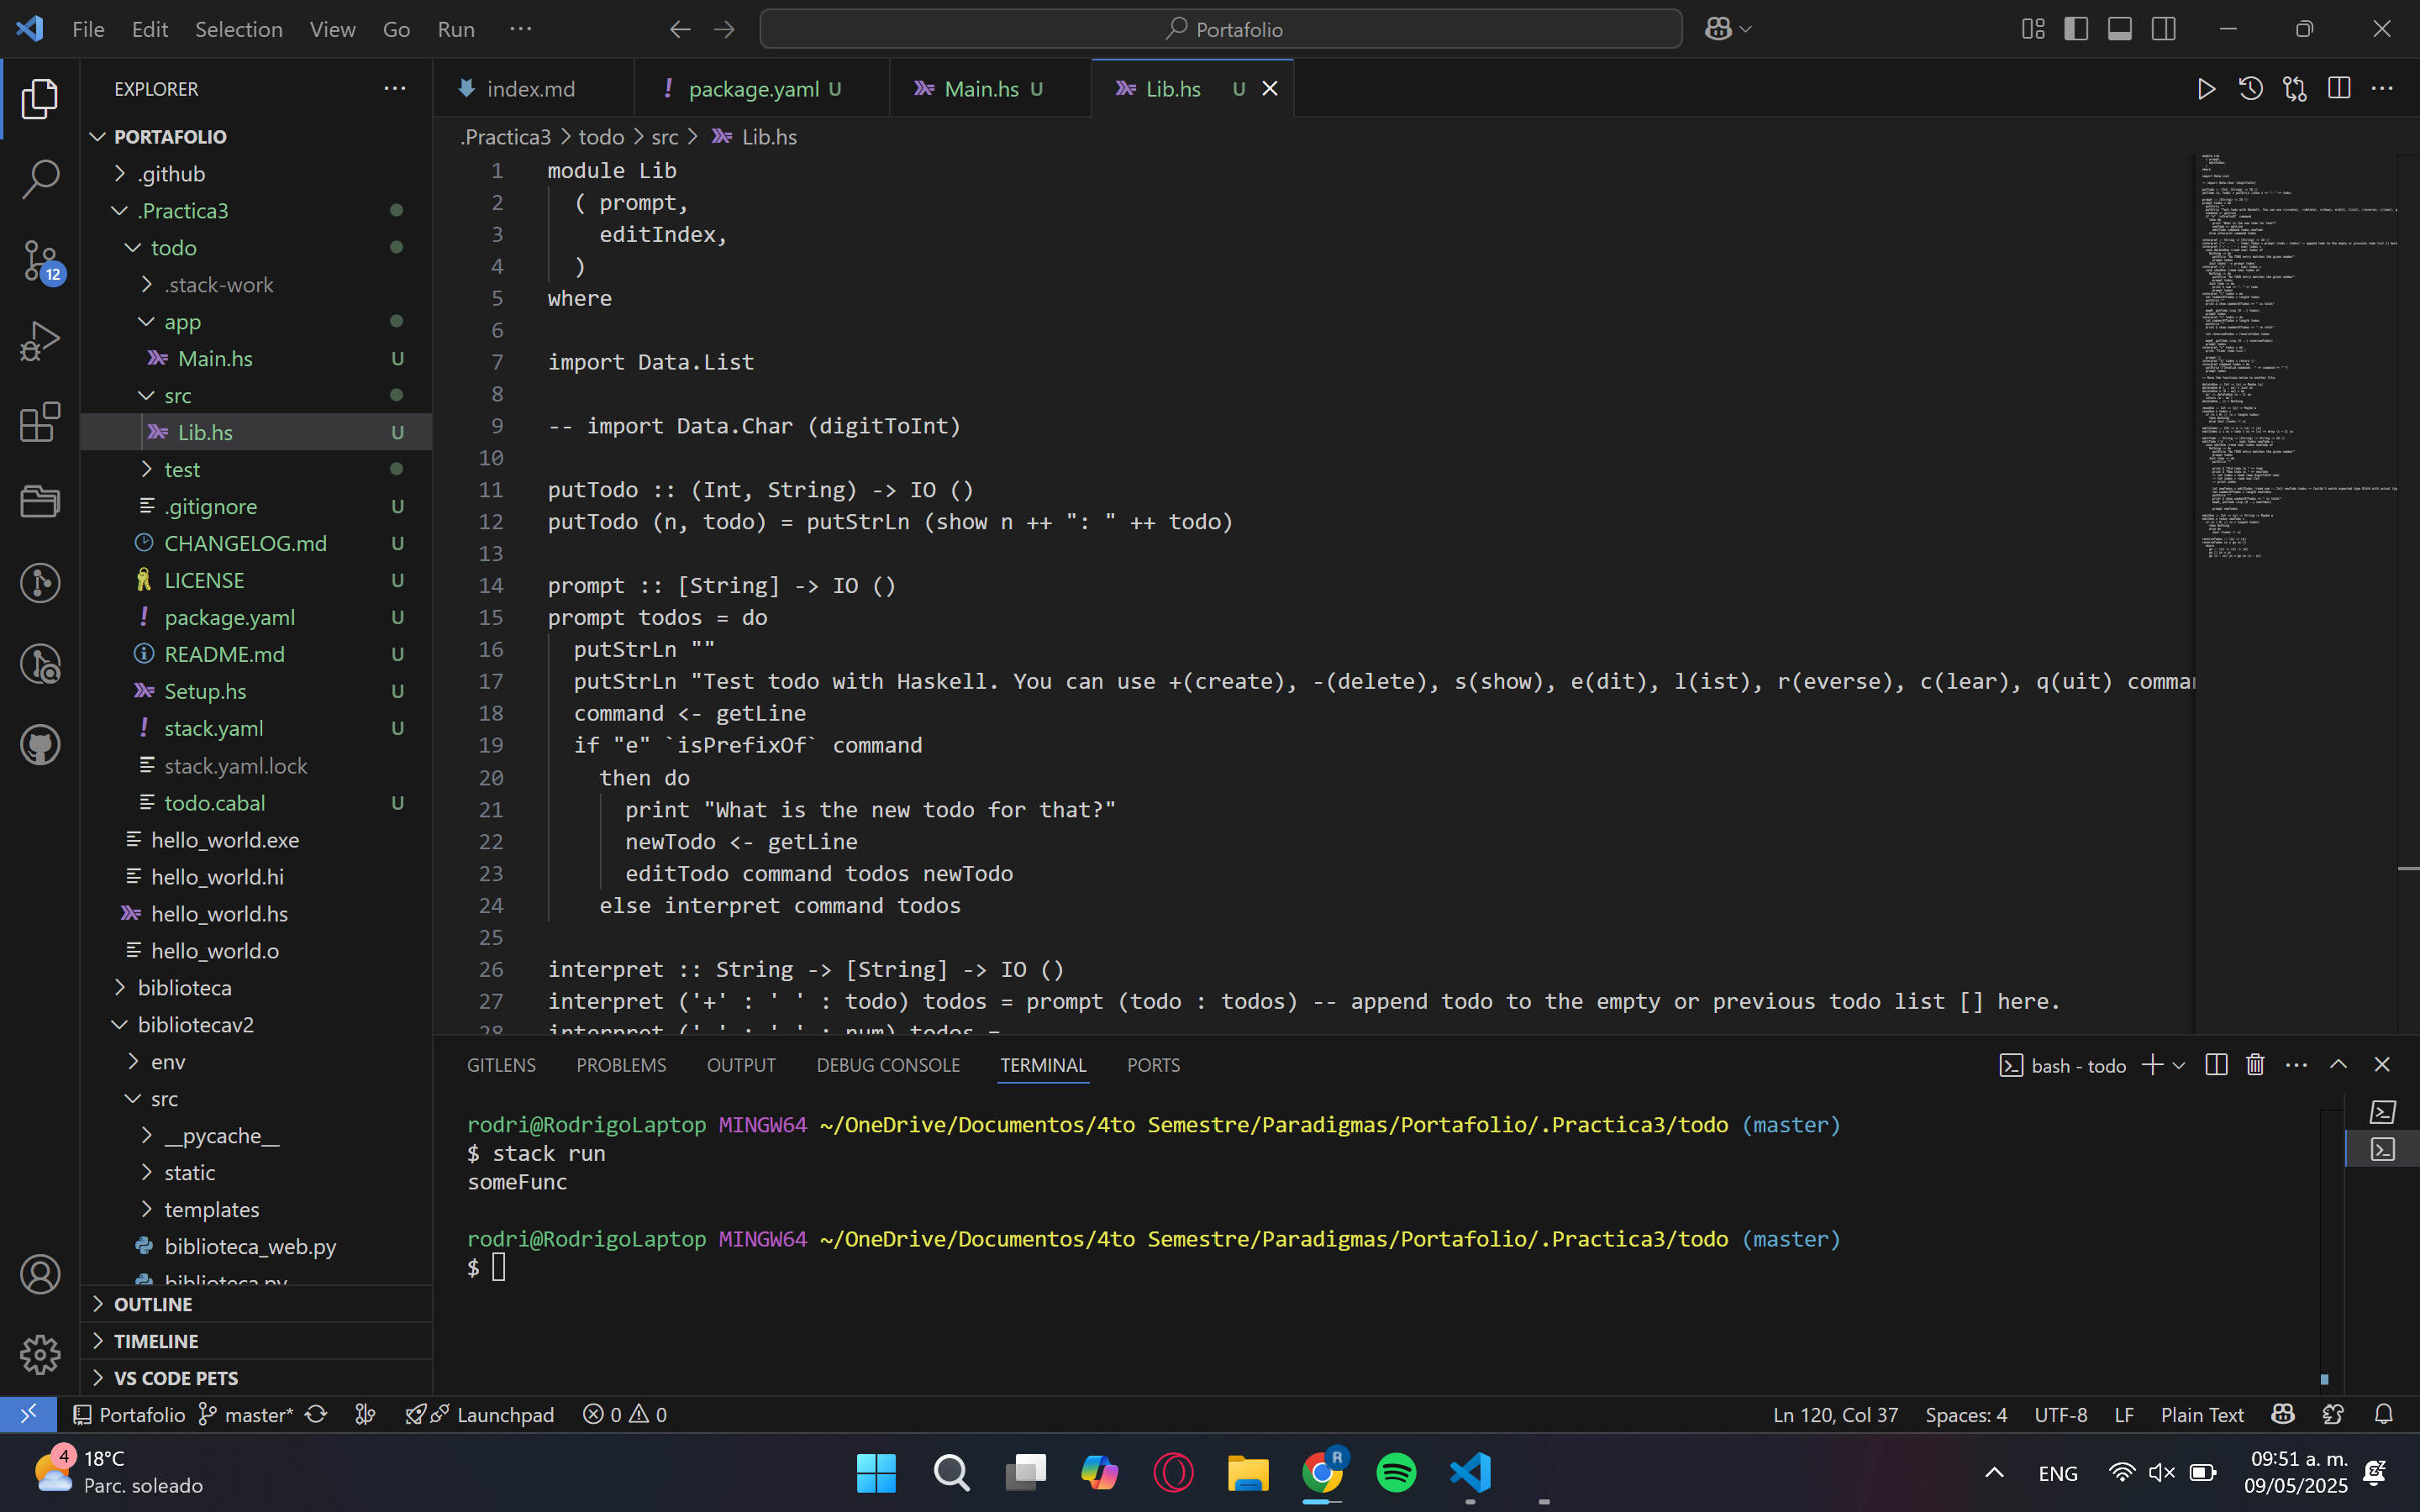 File Edit Selection View Go Run ··· Portafolio
EXPLORER
PORTAFOLIO
.github
.Practica3
todo
.stack-work
app
Main.hs U
src
Lib.hs U
test
.gitignore U
CHANGELOG.md U
LICENSE U
package.yaml U
README.md U
Setup.hs U
stack.yaml U
stack.yaml.lock
todo.cabal U
hello_world.exe
hello_world.hi
hello_world.hs
hello_world.o
biblioteca
bibliotecav2
env
src
__pycache__
static
templates
biblioteca_web.py
biblioteca.py
OUTLINE
TIMELINE
VS CODE PETS
12
index.md package.yaml U Main.hs U Lib.hs U
.Practica3 > todo > src > Lib.hs
1 module Lib
2 ( prompt,
3 editIndex,
4 )
5 where
6
7 import Data.List
8
9 -- import Data.Char (digitToInt)
10
11 putTodo :: (Int, String) -> IO ()
12 putTodo (n, todo) = putStrLn (show n ++ ": " ++ todo)
13
14 prompt :: [String] -> IO ()
15 prompt todos = do
16 putStrLn ""
17 putStrLn "Test todo with Haskell. You can use +(create), -(delete), s(show), e(dit), l(ist), r(everse), c(lear), q(uit) comma
18 command <- getLine
19 if "e" `isPrefixOf` command
20 then do
21 print "What is the new todo for that?"
22 newTodo <- getLine
23 editTodo command todos newTodo
24 else interpret command todos
25
26 interpret :: String -> [String] -> IO ()
27 interpret ('+' : ' ' : todo) todos = prompt (todo : todos) -- append todo to the empty or previous todo list [] here.
28 interpret ('-' : ' ' : num) todos =
GITLENS PROBLEMS OUTPUT DEBUG CONSOLE TERMINAL PORTS bash - todo
rodri@RodrigoLaptop MINGW64 ~/OneDrive/Documentos/4to Semestre/Paradigmas/Portafolio/.Practica3/todo (master)
$ stack run
someFunc
rodri@RodrigoLaptop MINGW64 ~/OneDrive/Documentos/4to Semestre/Paradigmas/Portafolio/.Practica3/todo (master)
$
Portafolio master* Launchpad 0 0 Ln 120, Col 37 Spaces: 4 UTF-8 LF Plain Text
4 18°C
Parc. soleado
R
ENG
09:51 a. m.
09/05/2025